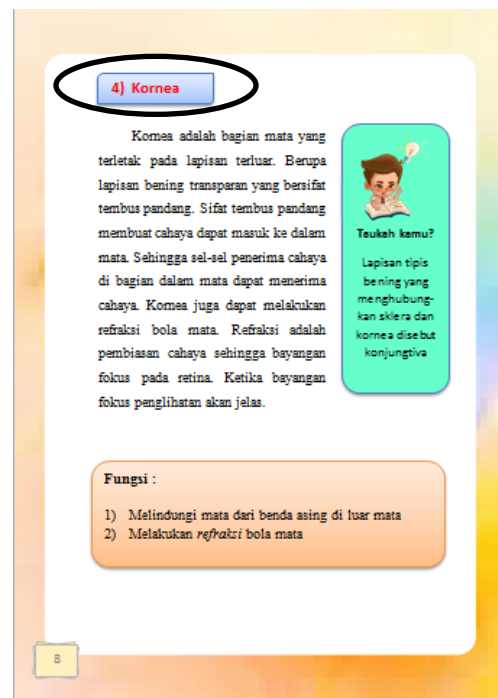 4) Kornea
Kornea adalah bagian mata yang
terletak pada lapisan terluar. Berupa
lapisan bening transparan yang bersifat
tembus pandang. Sifat tembus pandang
membuat cahaya dapat masuk ke dalam
mata. Sehingga sel-sel penerima cahaya
di bagian dalam mata dapat menerima
cahaya. Kornea juga dapat melakukan
refraksi bola mata. Refraksi adalah
pembiasan cahaya sehingga bayangan
fokus pada retina. Ketika bayangan
fokus penglihatan akan jelas.
Taukah kamu?
Lapisan tipis
bening yang
menghubung-
kan sklera dan
kornea disebut
konjungtiva
Fungsi :
1) Melindungi mata dari benda asing di luar mata
2) Melakukan refraksi bola mata
8